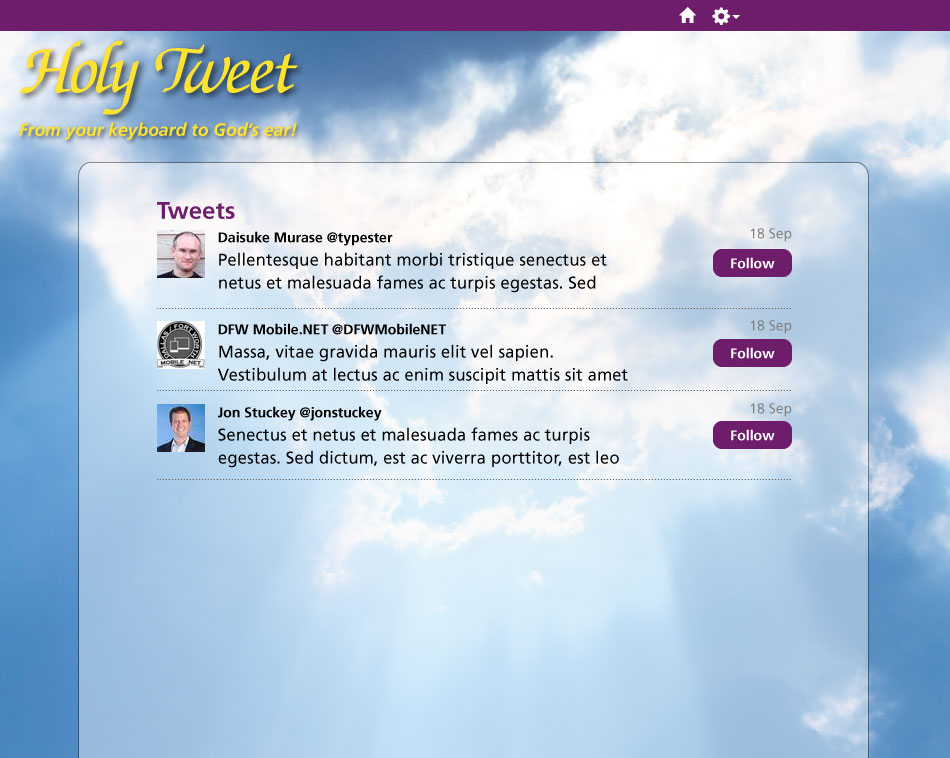 Holy Tweet
From your keyboard to God's ear!
Tweets
Daisuke Murase @typester
18 Sep
Pellentesque habitant morbi tristique senectus et
netus et malesuada fames ac turpis egestas. Sed
Follow
DALLAS / FORT WORTH
MOBILE .NET
DFW Mobile.NET @DFWMobileNET
18 Sep
Massa, vitae gravida mauris elit vel sapien.
Vestibulum at lectus ac enim suscipit mattis sit amet
Follow
Jon Stuckey @jonstuckey
18 Sep
Senectus et netus et malesuada fames ac turpis
egestas. Sed dictum, est ac viverra porttitor, est leo
Follow